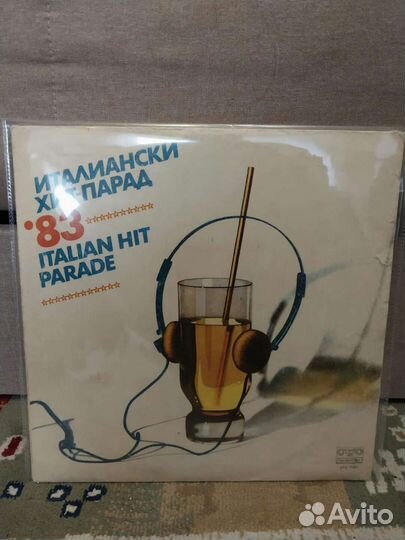 ИТАЛИАНСКИ
ХИТ ПАРАД
'83
ITALIAN HIT
PARADE
Avito